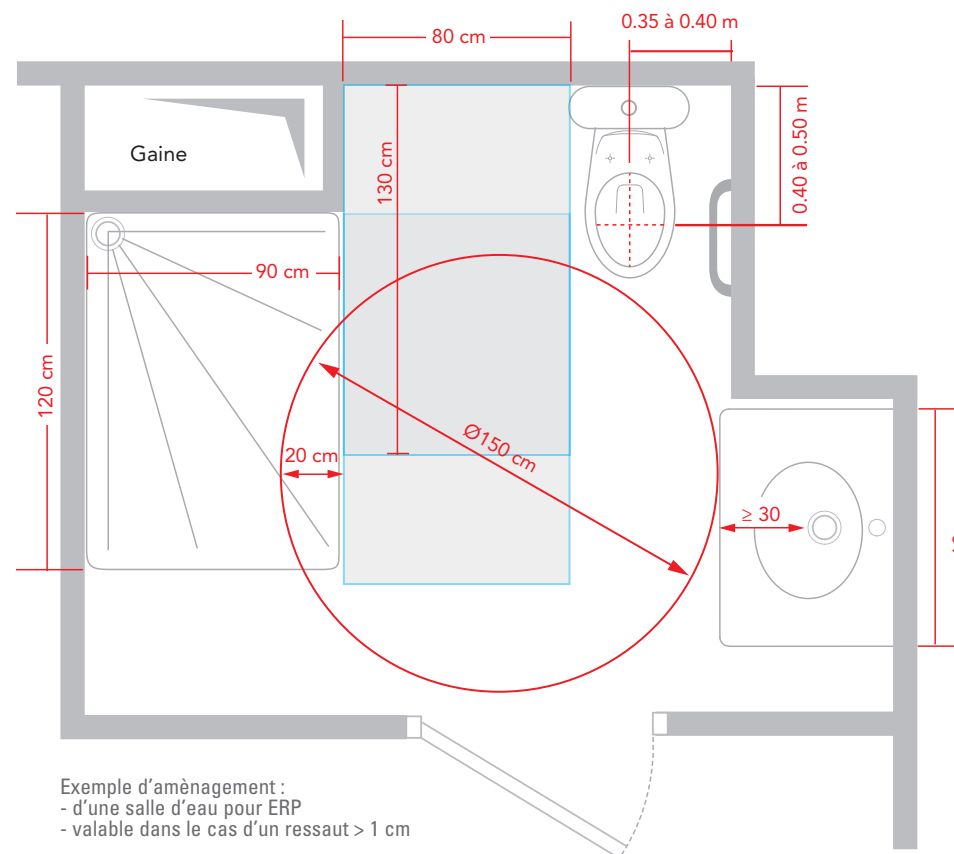 80 cm
0.35 à 0.40 m
Gaine
130 cm
0.40 à 0.50 m
90 cm
120 cm
20 cm
Ø150 cm
≥ 30
Exemple d'amènagement :
- d'une salle d'eau pour ERP
- valable dans le cas d'un ressaut > 1 cm